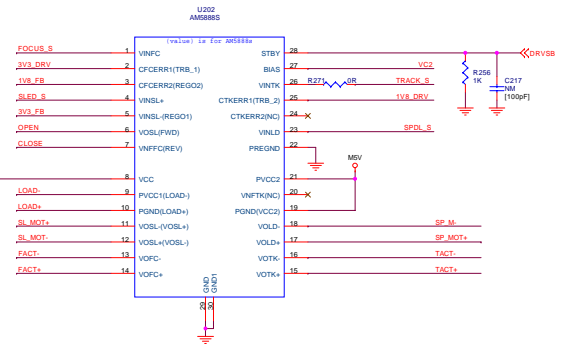 U202
AM5888S
(value) is for AM5888s
FOCUS_S 1 VINFC STBY 28 DRVSB
3V3_DRV 2 CFCERR1(TRB_1) BIAS 27 VC2
1V8_FB 3 CFCERR2(REGO2) VINTK 26 R271 0R TRACK_S
SLED_S 4 VINSL+ CTKERR1(TRB_2) 25 1V8_DRV
3V3_FB 5 VINSL-(REGO1) CTKERR2(NC) 24
OPEN 6 VOSL(FWD) VINLD 23 SPDL_S
CLOSE 7 VNFFC(REV) PREGND 22
R256
1K
C217
NM
[100pF]
M5V
8 VCC PVCC2 21
LOAD- 9 PVCC1(LOAD-) VNFTK(NC) 20
LOAD+ 10 PGND(LOAD+) PGND(VCC2) 19
SL_MOT+ 11 VOSL-(VOSL+) VOLD- 18 SP_M-
SL_MOT- 12 VOSL+(VOSL-) VOLD+ 17 SP_MOT+
FACT- 13 VOFC- VOTK- 16 TACT-
FACT+ 14 VOFC+ VOTK+ 15 TACT+
GND
GND1
29
30